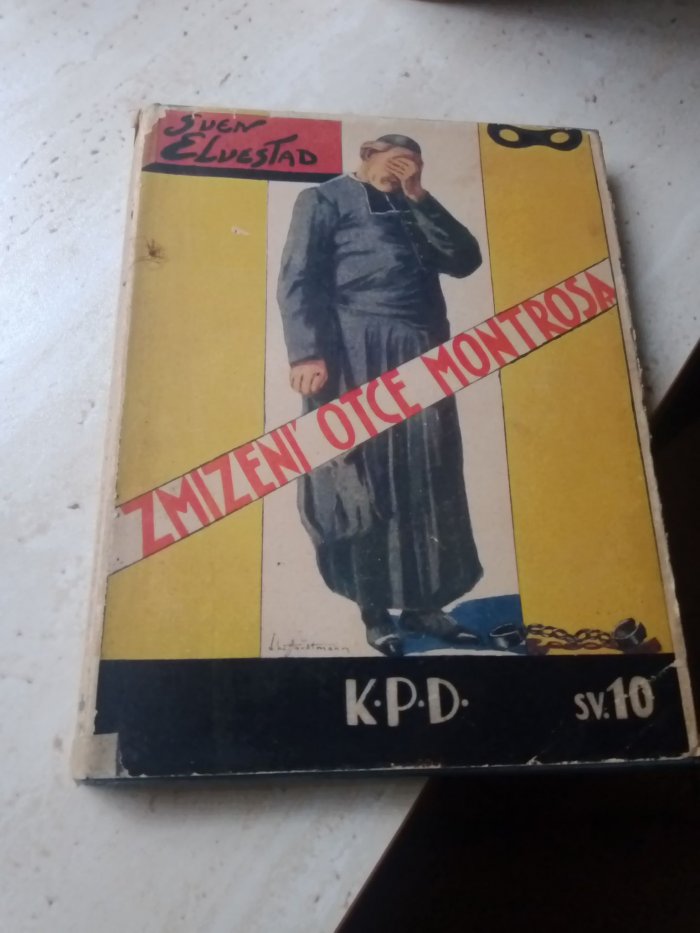 Sven
Elvestad
ZMIZENÍ OTCE MONTROSA
K.P.D.
SV.10